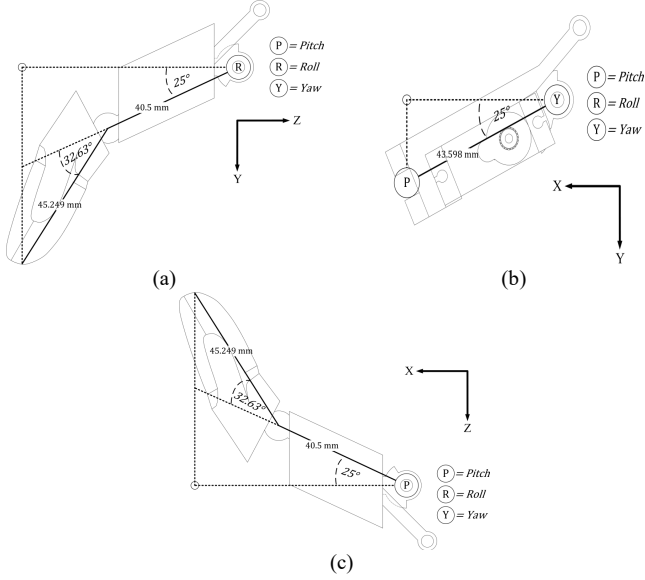 R
25°
40.5 mm
32.63°
45.249 mm
P = Pitch
R = Roll
Y = Yaw
Z
Y
(a)
Y
25°
43.598 mm
P
P = Pitch
R = Roll
Y = Yaw
X
Y
(b)
45.249 mm
32.63°
40.5 mm
25°
P
X
Z
P = Pitch
R = Roll
Y = Yaw
(c)